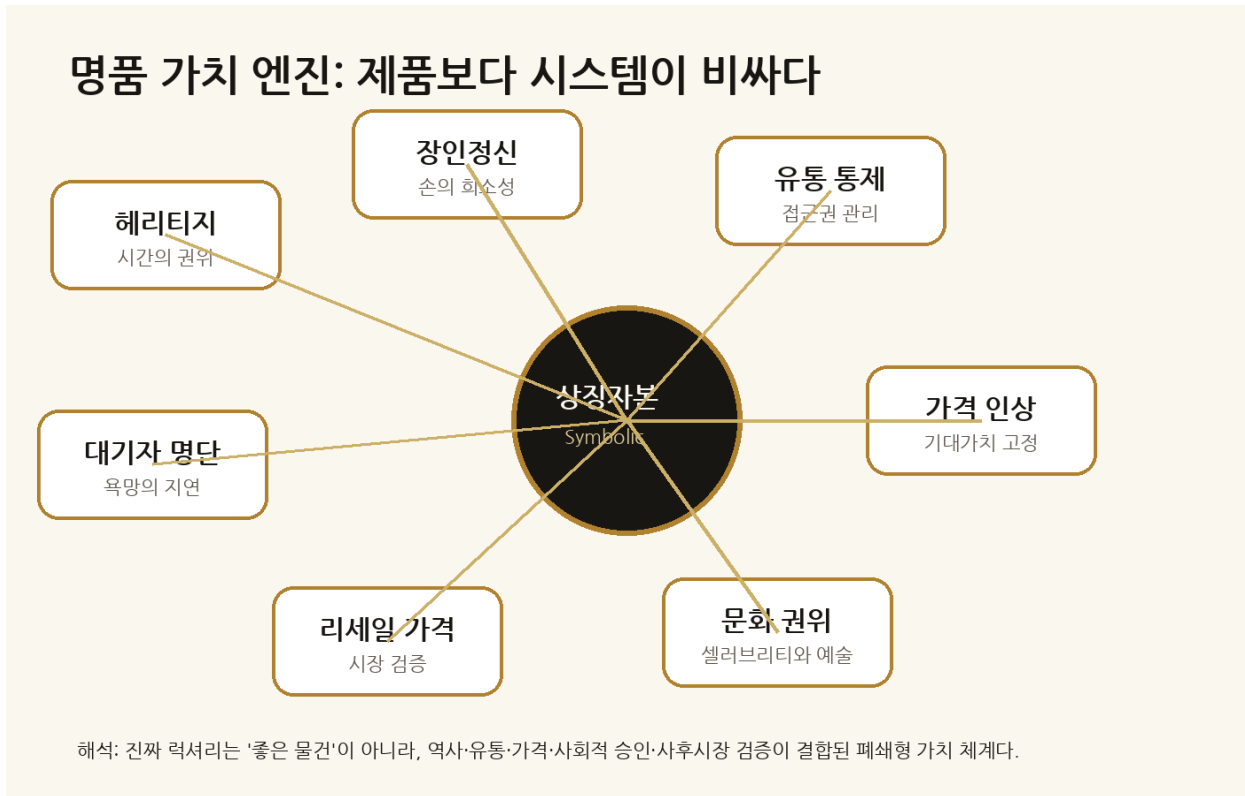 명품 가치 엔진: 제품보다 시스템이 비싸다
장인정신
손의 희소성
유통 통제
접근권 관리
헤리티지
시간의 권위
상징자본
Symbolic
가격 인상
기대가치 고정
대기자 명단
욕망의 지연
리세일 가격
시장 검증
문화 권위
셀러브리티와 예술
해석: 진짜 럭셔리는 '좋은 물건'이 아니라, 역사·유통·가격·사회적 승인·사후시장 검증이 결합된 폐쇄형 가치 체계다.